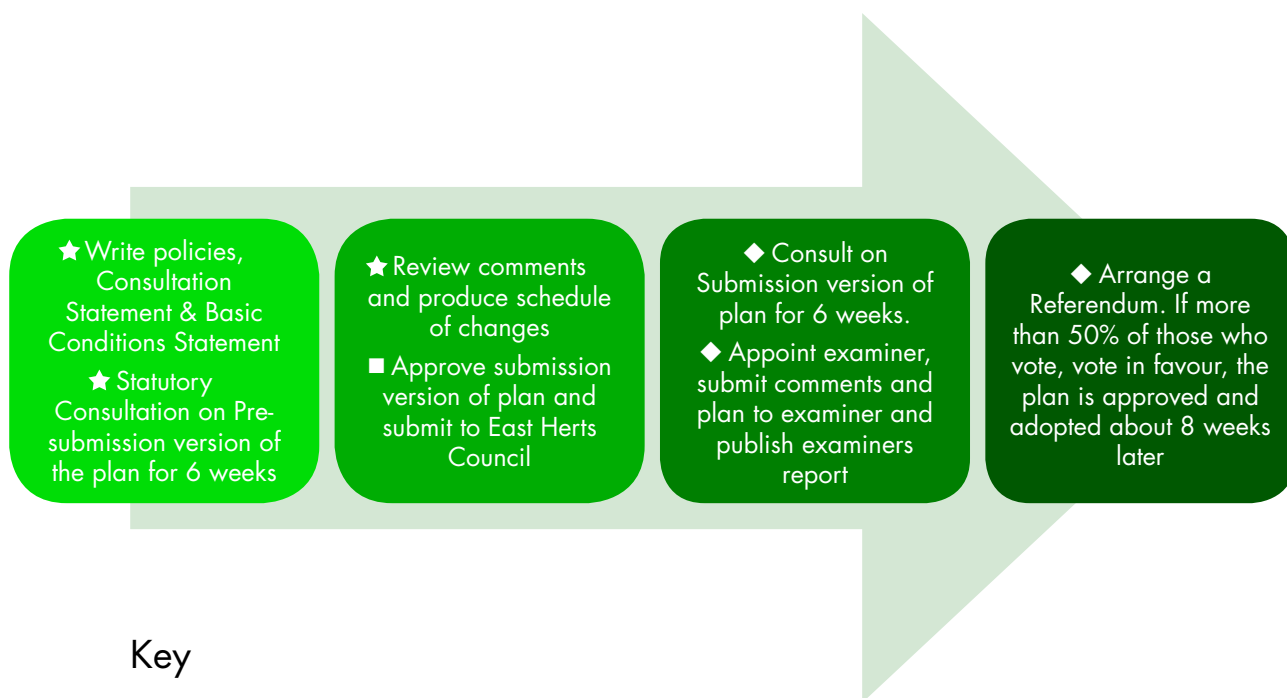 ★ Write policies,
Consultation
Statement & Basic
Conditions Statement
★ Statutory
Consultation on Pre-
submission version of
the plan for 6 weeks
★ Review comments
and produce schedule
of changes
■ Approve submission
version of plan and
submit to East Herts
Council
◆ Consult on
Submission version of
plan for 6 weeks.
◆ Appoint examiner,
submit comments and
plan to examiner and
publish examiners
report
◆ Arrange a
Referendum. If more
than 50% of those who
vote, vote in favour, the
plan is approved and
adopted about 8 weeks
later
Key